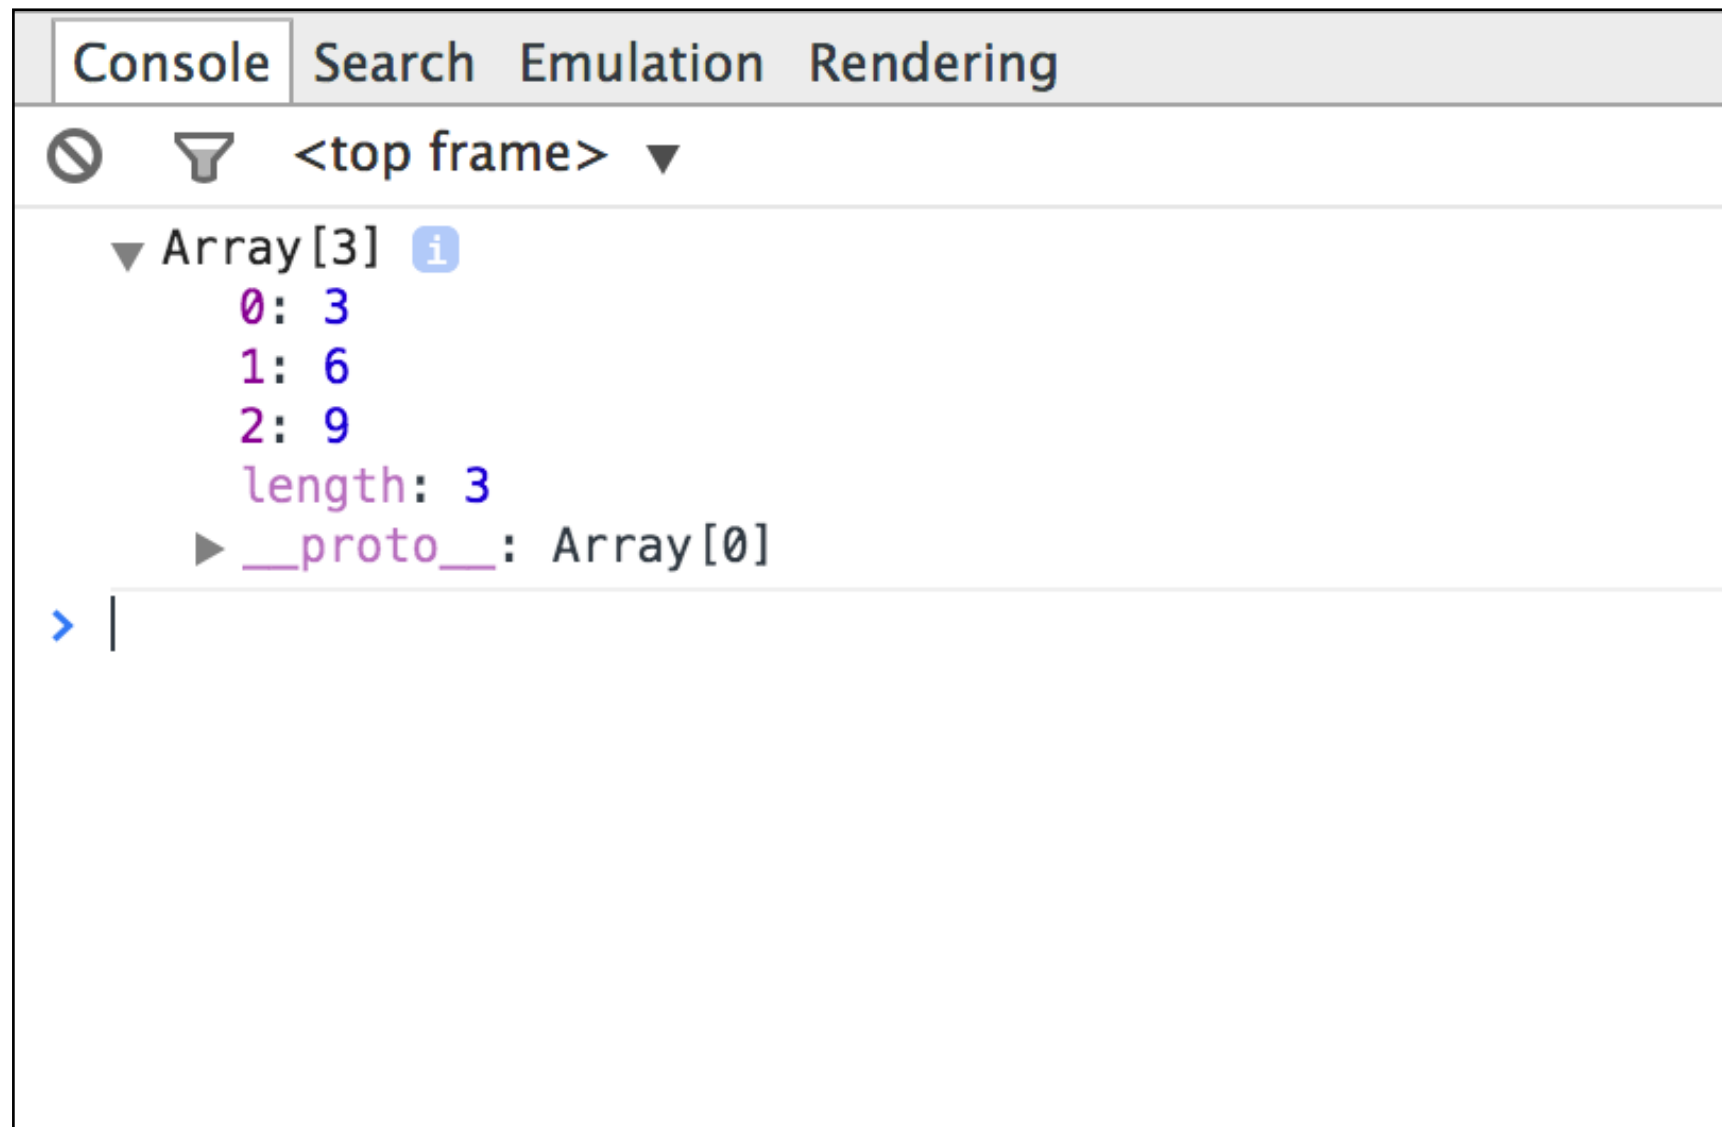 Console Search Emulation Rendering
<top frame> ▼
▼ Array[3] i
0: 3
1: 6
2: 9
length: 3
▶ __proto__: Array[0]
>